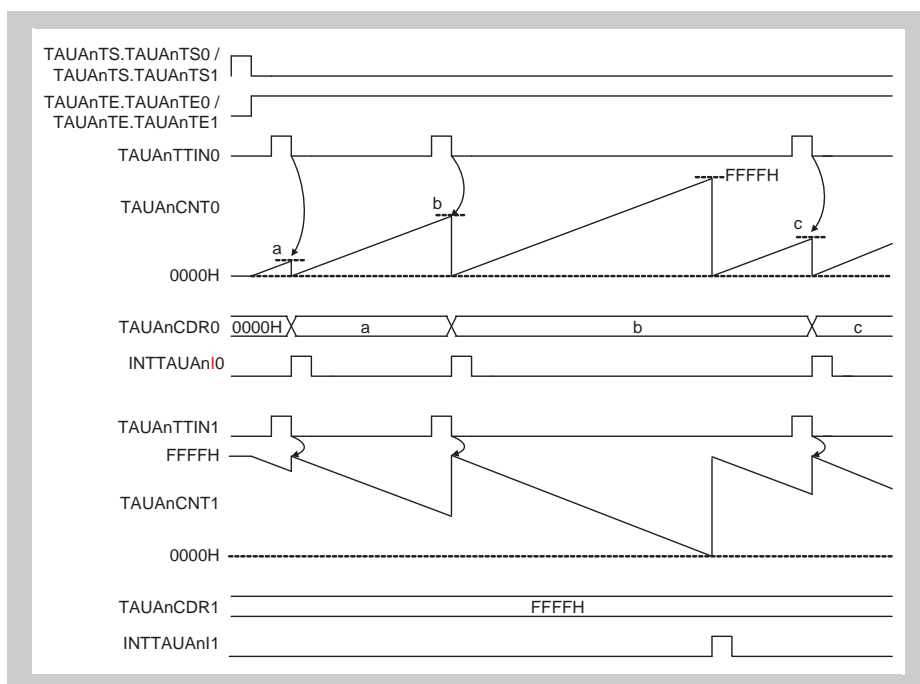 TAUAnTS.TAUAnTS0 /
TAUAnTS.TAUAnTS1
TAUAnTE.TAUAnTE0 /
TAUAnTE.TAUAnTE1
TAUAnTTIN0
FFFFH
TAUAnCNT0
b
c
a
0000H
TAUAnCDR0 0000H a b c
INTTAUAnI0
TAUAnTTIN1
FFFFH
TAUAnCNT1
0000H
TAUAnCDR1 FFFFH
INTTAUAnI1